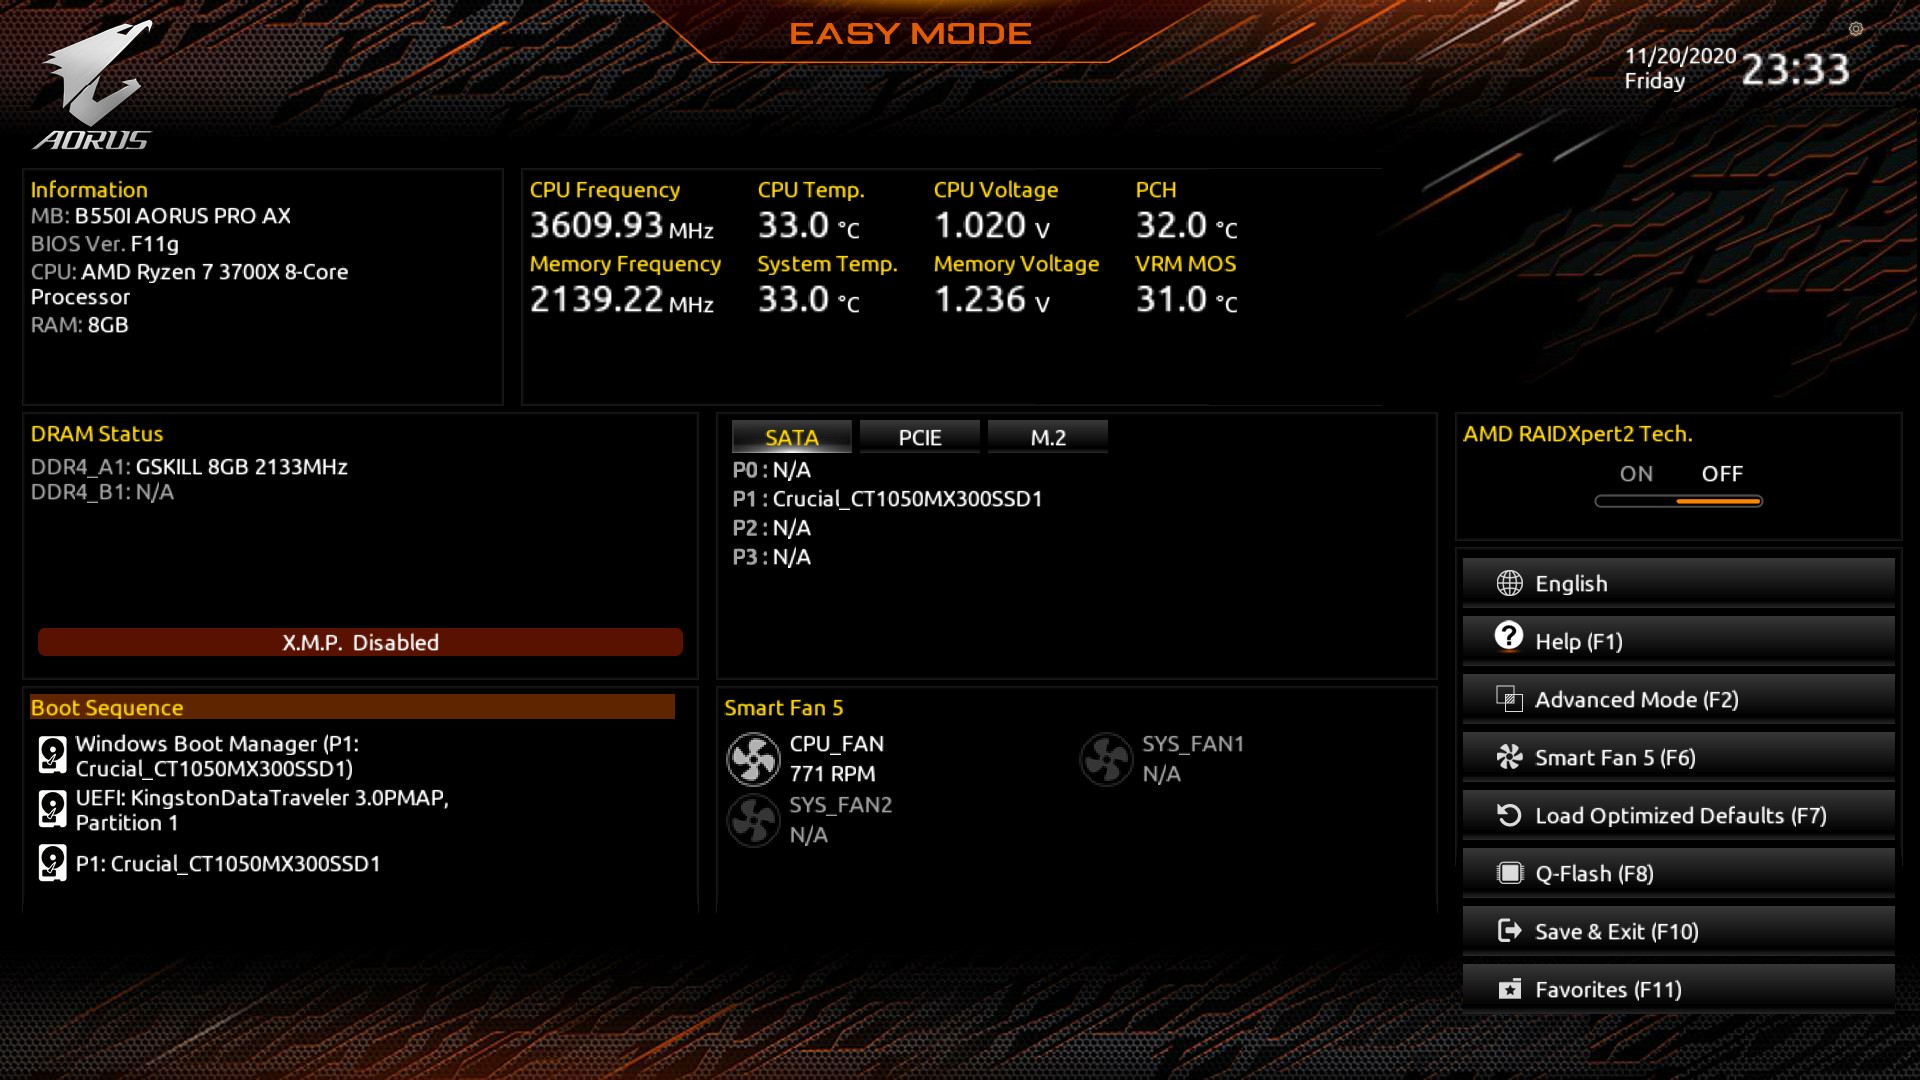 EASY MODE
11/20/2020
Friday
23:33
AORUS
Information
MB: B550I AORUS PRO AX
BIOS Ver. F11g
CPU: AMD Ryzen 7 3700X 8-Core
Processor
RAM: 8GB
CPU Frequency CPU Temp. CPU Voltage PCH
3609.93 MHz 33.0 °C 1.020 V 32.0 °C
Memory Frequency System Temp. Memory Voltage VRM MOS
2139.22 MHz 33.0 °C 1.236 V 31.0 °C
DRAM Status
DDR4_A1: GSKILL 8GB 2133MHz
DDR4_B1: N/A
X.M.P. Disabled
SATA PCIE M.2
P0 : N/A
P1 : Crucial_CT1050MX300SSD1
P2 : N/A
P3 : N/A
AMD RAIDXpert2 Tech.
ON OFF
Boot Sequence
Windows Boot Manager (P1:
Crucial_CT1050MX300SSD1)
UEFI: KingstonDataTraveler 3.0PMAP,
Partition 1
P1: Crucial_CT1050MX300SSD1
Smart Fan 5
CPU_FAN
771 RPM
SYS_FAN1
N/A
SYS_FAN2
N/A
English
Help (F1)
Advanced Mode (F2)
Smart Fan 5 (F6)
Load Optimized Defaults (F7)
Q-Flash (F8)
Save & Exit (F10)
Favorites (F11)